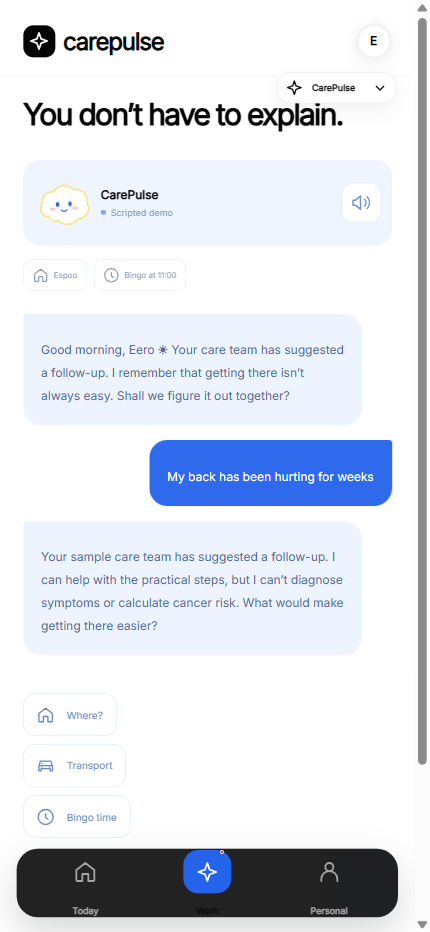 carepulse
E
CarePulse
You don't have to explain.
CarePulse
Scripted demo
Espoo
Bingo at 11:00
Good morning, Eero ☀ Your care team has suggested
a follow-up. I remember that getting there isn't
always easy. Shall we figure it out together?
My back has been hurting for weeks
Your sample care team has suggested a follow-up. I
can help with the practical steps, but I can't diagnose
symptoms or calculate cancer risk. What would make
getting there easier?
Where?
Transport
Bingo time
Today
Work
Personal